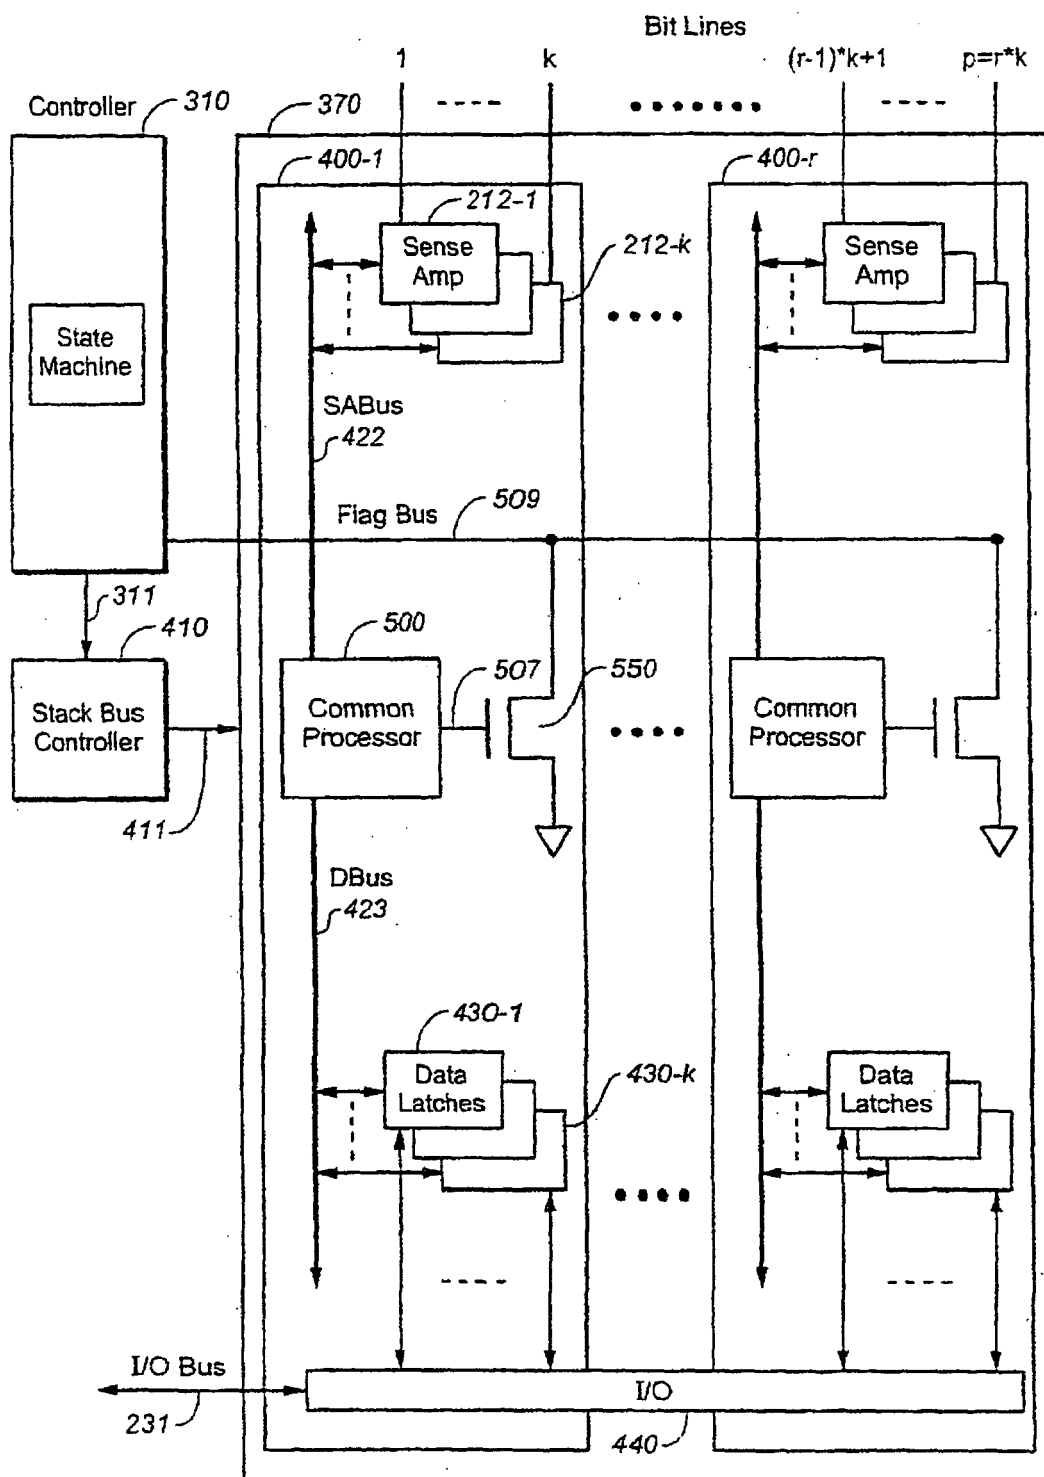 Bit Lines
1
k
(r-1)*k+1
p=r*k
Controller
310
370
400-1
400-r
212-1
Sense
Amp
212-k
Sense
Amp
State
Machine
SABus
422
Flag Bus
509
311
410
500
507
550
Stack Bus
Controller
Common
Processor
Common
Processor
411
DBus
423
430-1
Data
Latches
430-k
Data
Latches
I/O Bus
231
I/O
440